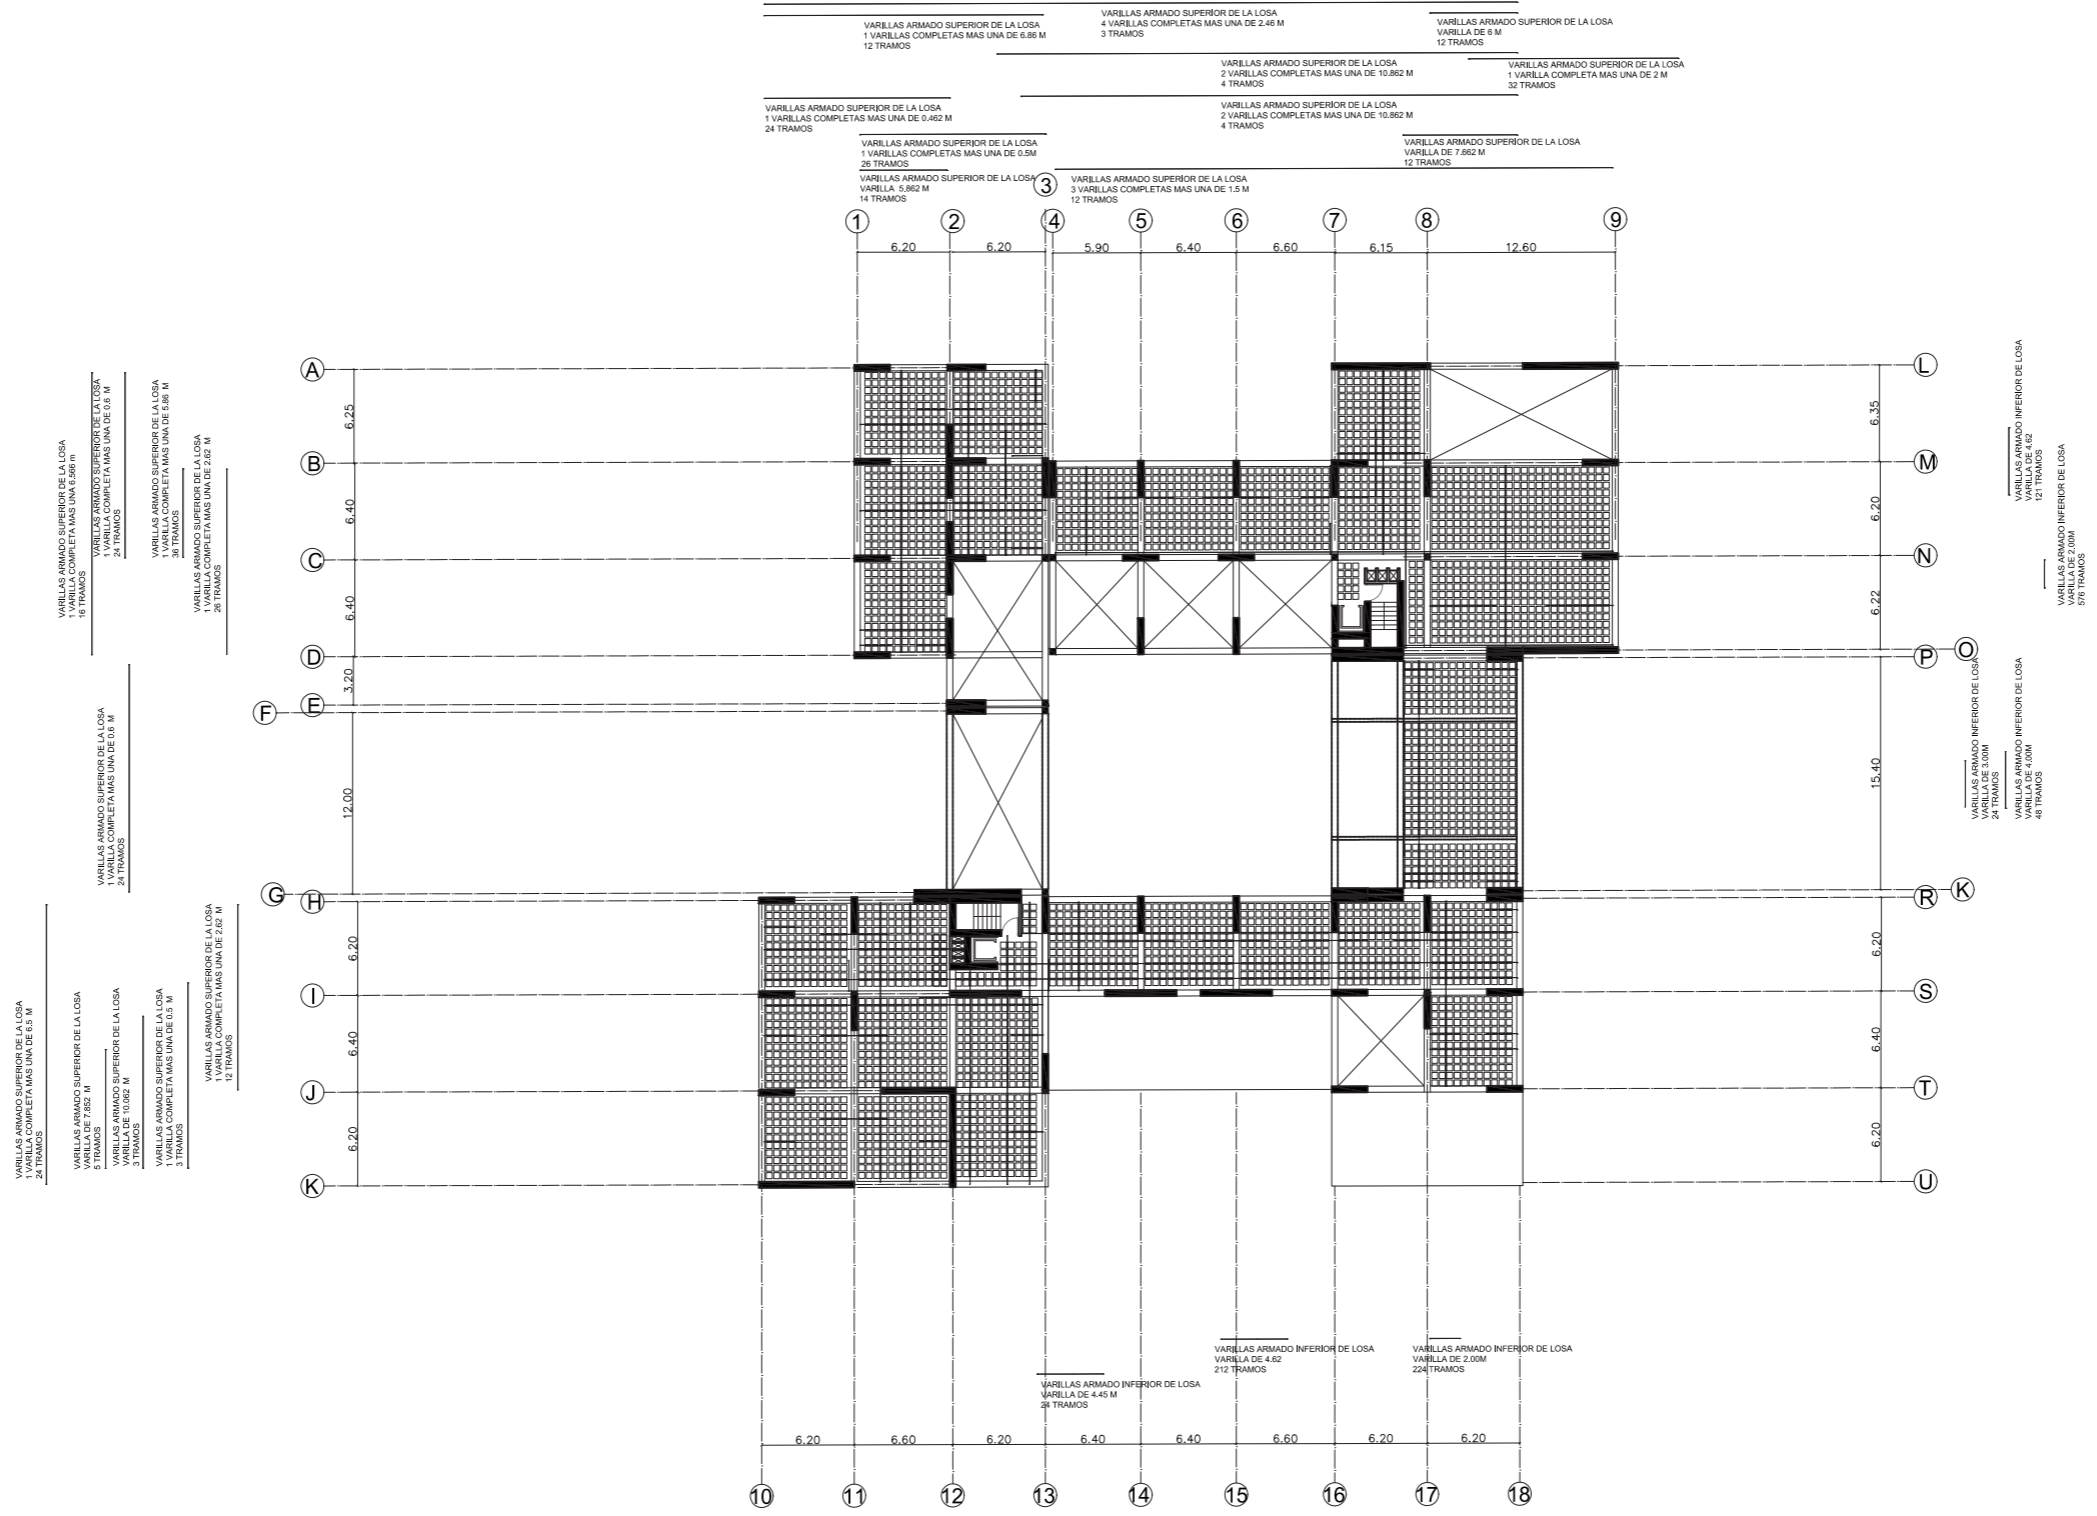 VARILLAS ARMADO SUPERIOR DE LA LOSA
1 VARILLAS COMPLETAS MAS UNA DE 6.86 M
12 TRAMOS
VARILLAS ARMADO SUPERIOR DE LA LOSA
4 VARILLAS COMPLETAS MAS UNA DE 2.46 M
3 TRAMOS
VARILLAS ARMADO SUPERIOR DE LA LOSA
VARILLA DE 6 M
12 TRAMOS
VARILLAS ARMADO SUPERIOR DE LA LOSA
2 VARILLAS COMPLETAS MAS UNA DE 10.862 M
4 TRAMOS
VARILLAS ARMADO SUPERIOR DE LA LOSA
1 VARILLA COMPLETA MAS UNA DE 2 M
32 TRAMOS
VARILLAS ARMADO SUPERIOR DE LA LOSA
1 VARILLAS COMPLETAS MAS UNA DE 0.462 M
24 TRAMOS
VARILLAS ARMADO SUPERIOR DE LA LOSA
2 VARILLAS COMPLETAS MAS UNA DE 10.862 M
4 TRAMOS
VARILLAS ARMADO SUPERIOR DE LA LOSA
1 VARILLAS COMPLETAS MAS UNA DE 0.5M
26 TRAMOS
VARILLAS ARMADO SUPERIOR DE LA LOSA
VARILLA DE 7.662 M
12 TRAMOS
VARILLAS ARMADO SUPERIOR DE LA LOSA
VARILLA 5,862 M
14 TRAMOS
VARILLAS ARMADO SUPERIOR DE LA LOSA
3 VARILLAS COMPLETAS MAS UNA DE 1.5 M
12 TRAMOS
3
1 2 4 5 6 7 8 9
6.20 6.20 5.90 6.40 6.60 6.15 12.60
A
B
C
D
E
F
G
H
I
J
K
6.25
6.40
6.40
3.20
12.00
6.20
6.40
6.20
L
M
N
O
P
R
K
S
T
U
6.35
6.20
6.22
15.40
6.20
6.40
6.20
VARILLAS ARMADO SUPERIOR DE LA LOSA
1 VARILLA COMPLETA MAS UNA 6.566 m
16 TRAMOS
VARILLAS ARMADO SUPERIOR DE LA LOSA
1 VARILLA COMPLETA MAS UNA DE 0.6 M
24 TRAMOS
VARILLAS ARMADO SUPERIOR DE LA LOSA
1 VARILLA COMPLETA MAS UNA DE 5.86 M
36 TRAMOS
VARILLAS ARMADO SUPERIOR DE LA LOSA
1 VARILLA COMPLETA MAS UNA DE 2.62 M
26 TRAMOS
VARILLAS ARMADO SUPERIOR DE LA LOSA
1 VARILLA COMPLETA MAS UNA DE 0.6 M
24 TRAMOS
VARILLAS ARMADO SUPERIOR DE LA LOSA
1 VARILLA COMPLETA MAS UNA DE 6.5 M
24 TRAMOS
VARILLAS ARMADO SUPERIOR DE LA LOSA
VARILLA DE 7.852 M
5 TRAMOS
VARILLAS ARMADO SUPERIOR DE LA LOSA
VARILLA DE 10.062 M
3 TRAMOS
VARILLAS ARMADO SUPERIOR DE LA LOSA
1 VARILLA COMPLETA MAS UNA DE 0.5 M
3 TRAMOS
VARILLAS ARMADO SUPERIOR DE LA LOSA
1 VARILLA COMPLETA MAS UNA DE 2.62 M
12 TRAMOS
VARILLAS ARMADO INFERIOR DE LOSA
VARILLA DE 4.62
121 TRAMOS
VARILLAS ARMADO INFERIOR DE LOSA
VARILLA DE 2.00M
576 TRAMOS
VARILLAS ARMADO INFERIOR DE LOSA
VARILLA DE 3.00M
24 TRAMOS
VARILLAS ARMADO INFERIOR DE LOSA
VARILLA DE 4.00M
48 TRAMOS
VARILLAS ARMADO INFERIOR DE LOSA
VARILLA DE 4.62
212 TRAMOS
VARILLAS ARMADO INFERIOR DE LOSA
VARILLA DE 2.00M
224 TRAMOS
VARILLAS ARMADO INFERIOR DE LOSA
VARILLA DE 4.45 M
24 TRAMOS
6.20 6.60 6.20 6.40 6.40 6.60 6.20 6.20
10 11 12 13 14 15 16 17 18